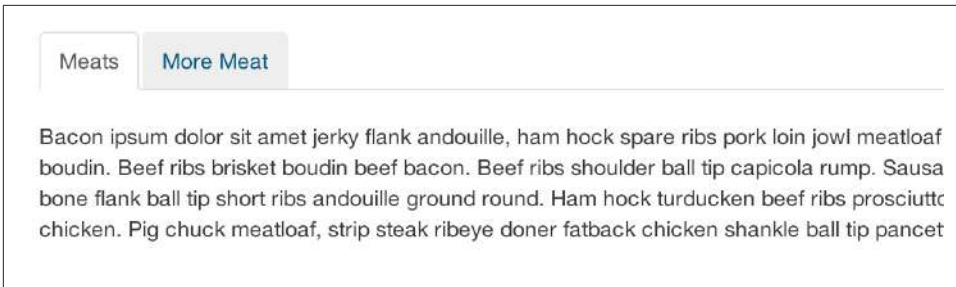 Meats
More Meat
Bacon ipsum dolor sit amet jerky flank andouille, ham hock spare ribs pork loin jowl meatloaf
boudin. Beef ribs brisket boudin beef bacon. Beef ribs shoulder ball tip capicola rump. Sausa
bone flank ball tip short ribs andouille ground round. Ham hock turducken beef ribs prosciutto
chicken. Pig chuck meatloaf, strip steak ribeye doner fatback chicken shankle ball tip pancet